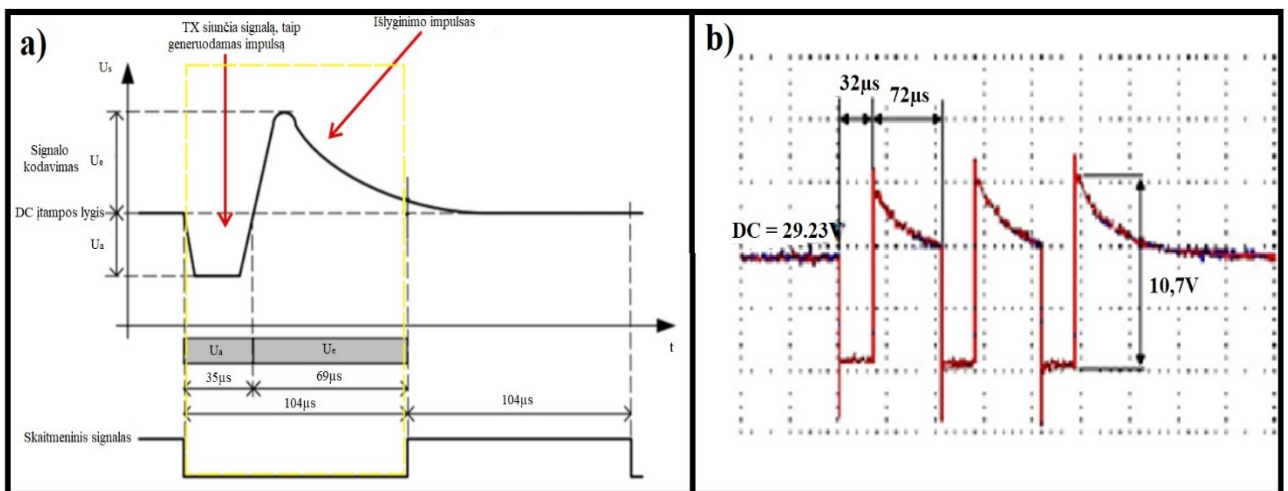 a)
TX siunčia signalą, taip
generuodamas impulsą
Išlyginimo impulsas
Us
Signalo
kodavimas
Ue
DC įtampos lygis
Ua
t
Ua
Ue
35µs
69µs
104µs
104µs
Skaitmeninis signalas
b)
32µs
72µs
DC = 29.23V
10,7V